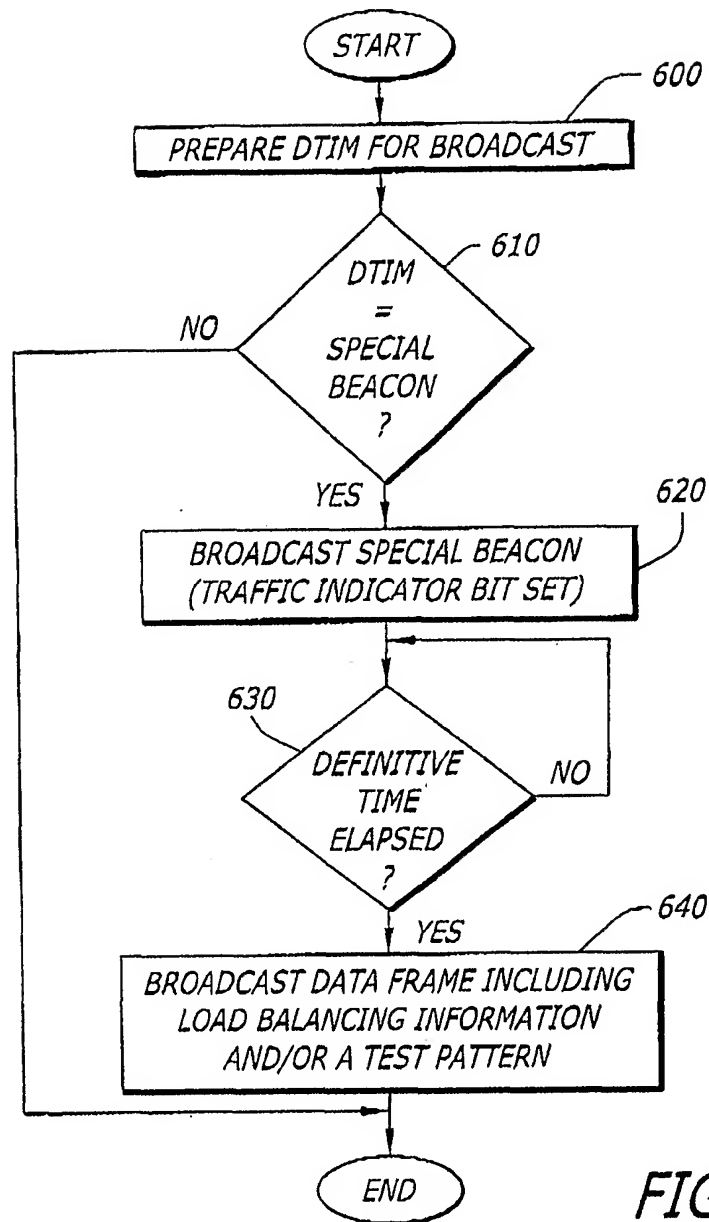 START
600
PREPARE DTIM FOR BROADCAST
610
DTIM
=
SPECIAL
BEACON
?
NO
YES
620
BROADCAST SPECIAL BEACON
(TRAFFIC INDICATOR BIT SET)
630
DEFINITIVE
TIME
ELAPSED
?
NO
YES
640
BROADCAST DATA FRAME INCLUDING
LOAD BALANCING INFORMATION
AND/OR A TEST PATTERN
END
FIG